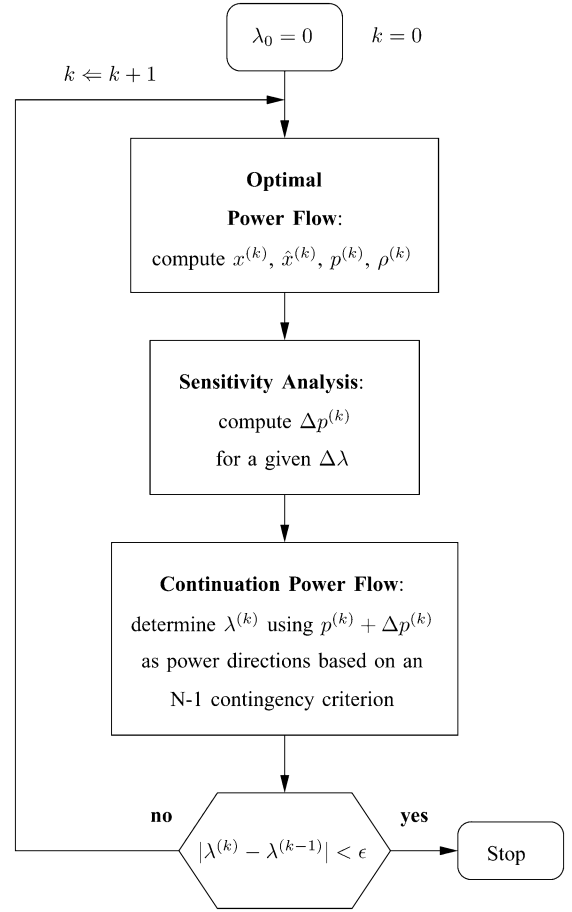 λ₀ = 0
k = 0
k ⇐ k + 1
Optimal
Power Flow:
compute x⁽ᵏ⁾, x̂⁽ᵏ⁾, p⁽ᵏ⁾, ρ⁽ᵏ⁾
Sensitivity Analysis:
compute Δp⁽ᵏ⁾
for a given Δλ
Continuation Power Flow:
determine λ⁽ᵏ⁾ using p⁽ᵏ⁾ + Δp⁽ᵏ⁾
as power directions based on an
N-1 contingency criterion
no
yes
|λ⁽ᵏ⁾ − λ⁽ᵏ⁻¹⁾| < ϵ
Stop